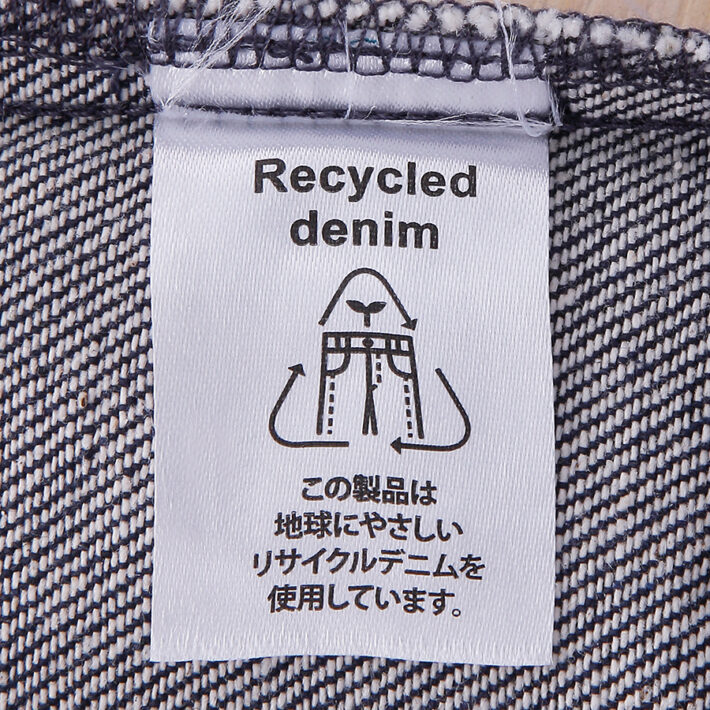 Recycled
denim
この製品は
地球にやさしい
リサイクルデニムを
使用しています。